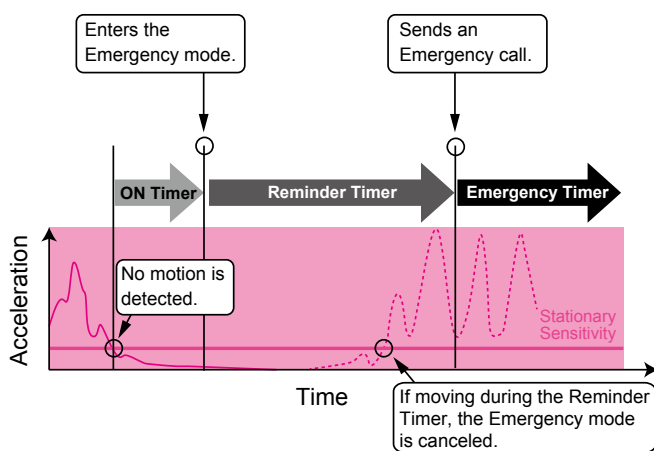 Enters the
Emergency mode.
Sends an
Emergency call.
ON Timer
Reminder Timer
Emergency Timer
No motion is
detected.
Stationary
Sensitivity
Acceleration
Time
If moving during the Reminder
Timer, the Emergency mode
is canceled.